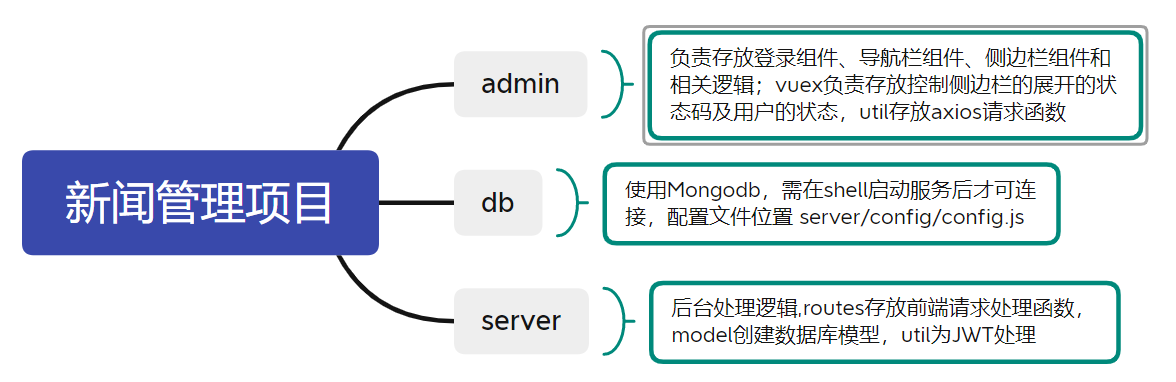 新闻管理项目
admin
负责存放登录组件、导航栏组件、侧边栏组件和
相关逻辑；vuex负责存放控制侧边栏的展开的状
态码及用户的状态，util存放axios请求函数
db
使用Mongodb，需在shell启动服务后才可连
接，配置文件位置 server/config/config.js
server
后台处理逻辑,routes存放前端请求处理函数，
model创建数据库模型，util为JWT处理